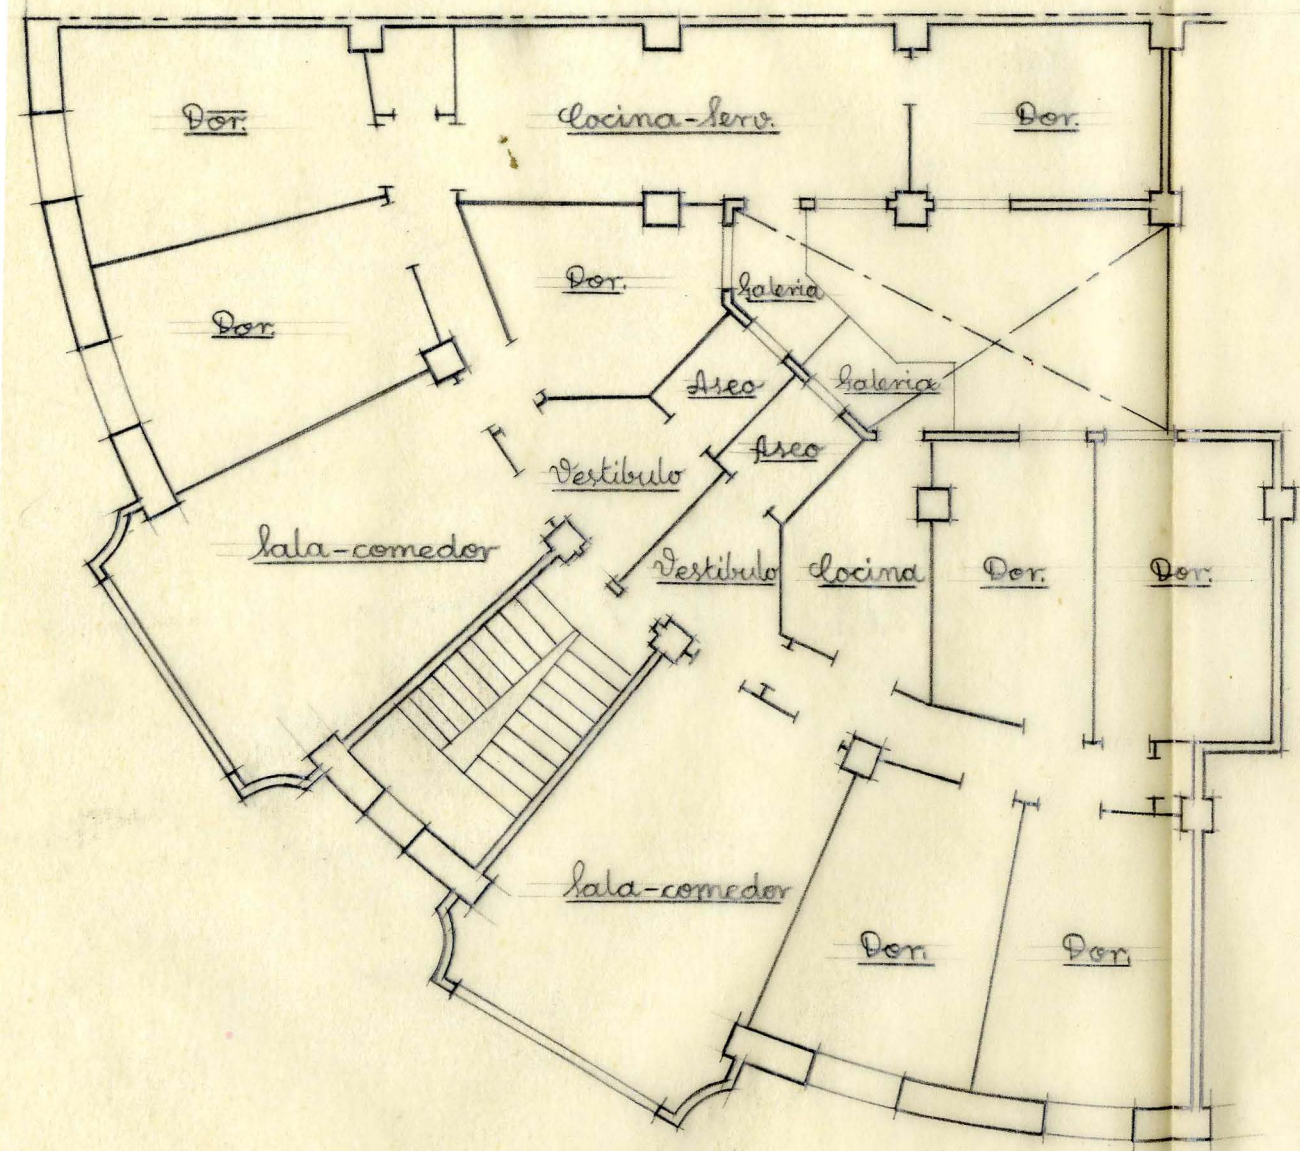 Dor.
Cocina-Serv.
Dor.
Dor.
Galeria
Dor.
Aseo
Galeria
Aseo
Vestibulo
Sala-comedor
Vestibulo
Cocina
Dor.
Dor.
Sala-comedor
Dor.
Dor.